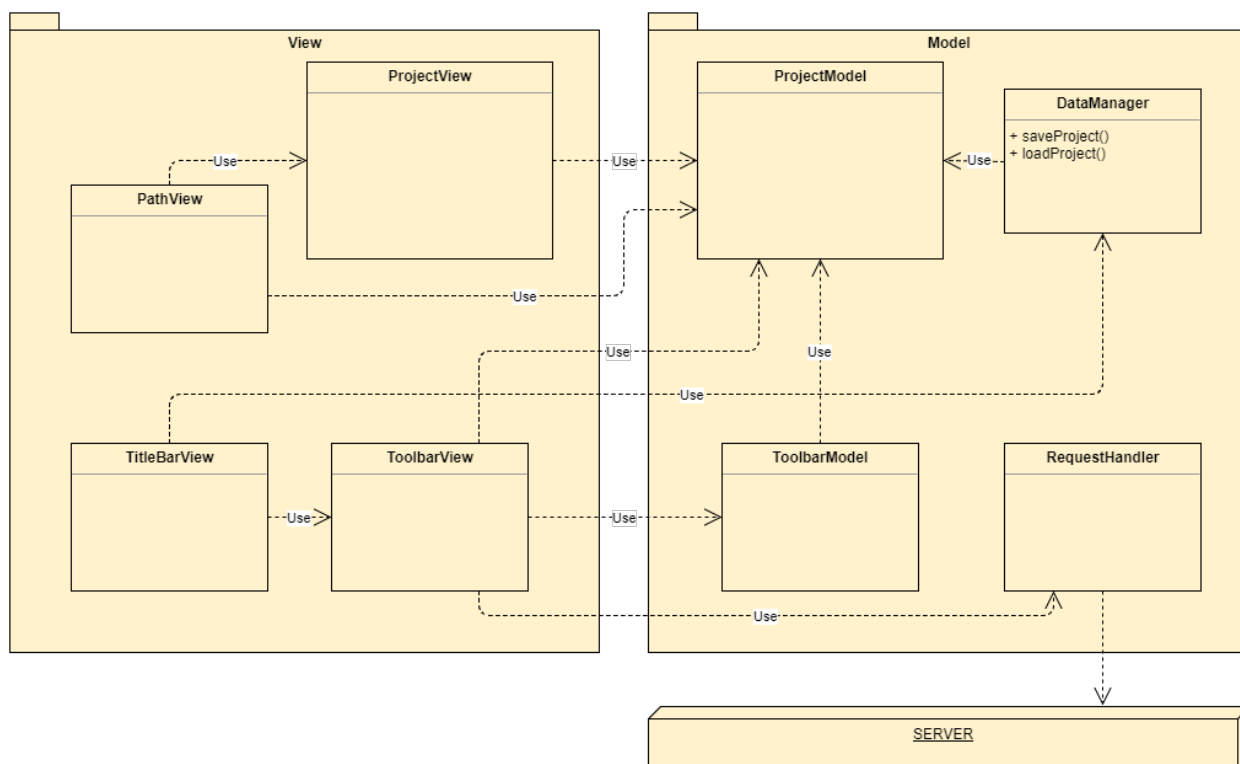 View
Model
ProjectView
ProjectModel
DataManager
+ saveProject()
+ loadProject()
Use
Use
Use
PathView
Use
Use
Use
Use
TitleBarView
ToolbarView
ToolbarModel
RequestHandler
Use
Use
Use
SERVER